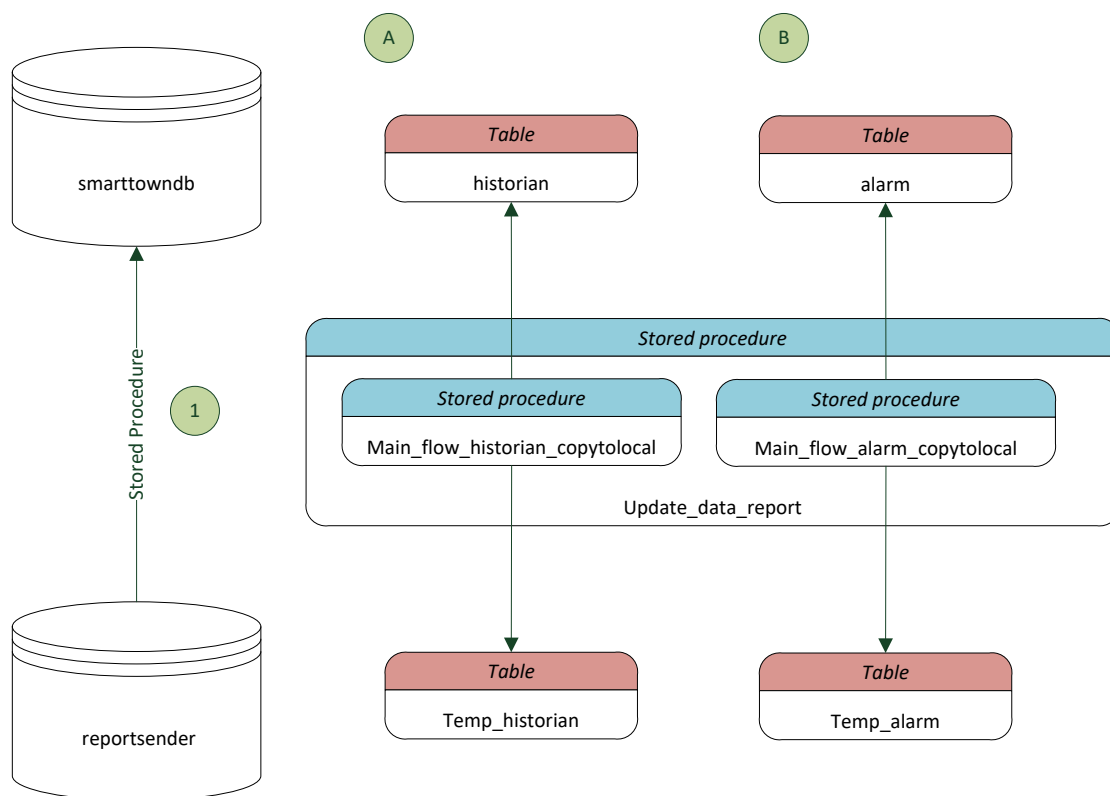 A
B
Table
Table
smarttowndb
historian
alarm
Stored procedure
Stored Procedure
1
Stored procedure
Stored procedure
Main_flow_historian_copytolocal
Main_flow_alarm_copytolocal
Update_data_report
Table
Table
reportsender
Temp_historian
Temp_alarm